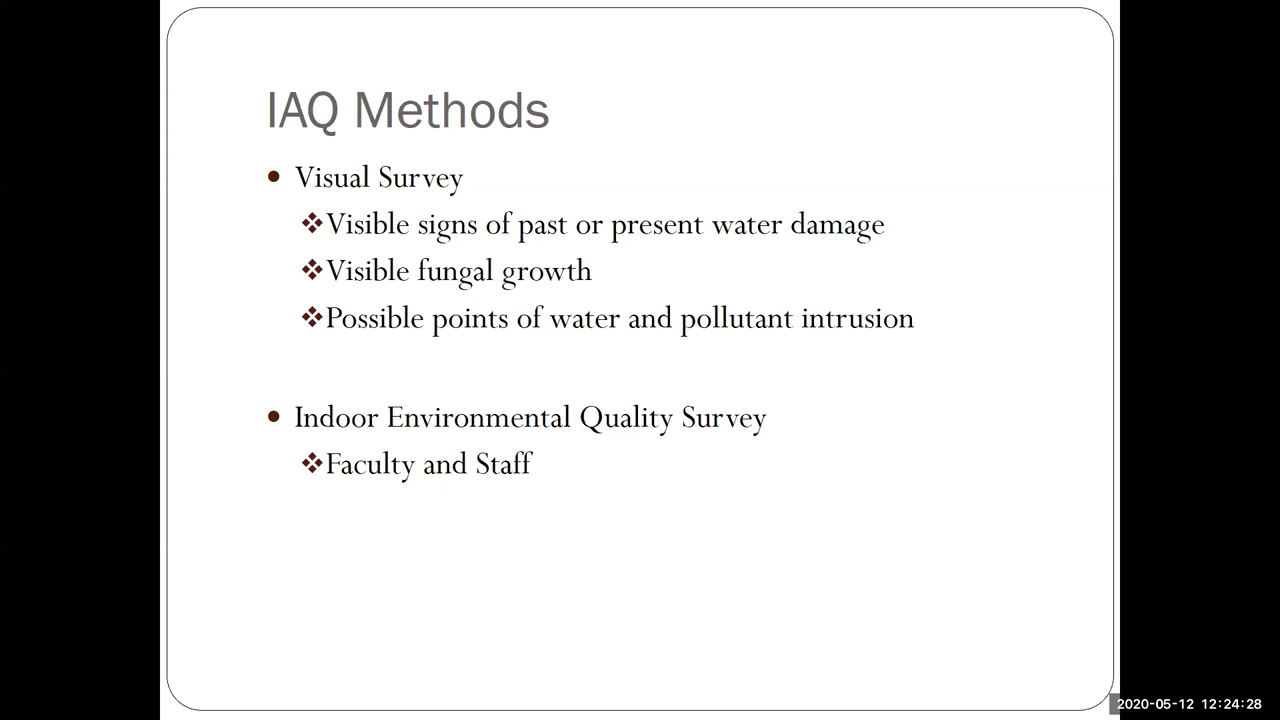 IAQ Methods
• Visual Survey
❖Visible signs of past or present water damage
❖Visible fungal growth
❖Possible points of water and pollutant intrusion
• Indoor Environmental Quality Survey
❖Faculty and Staff
2020-05-12 12:24:28